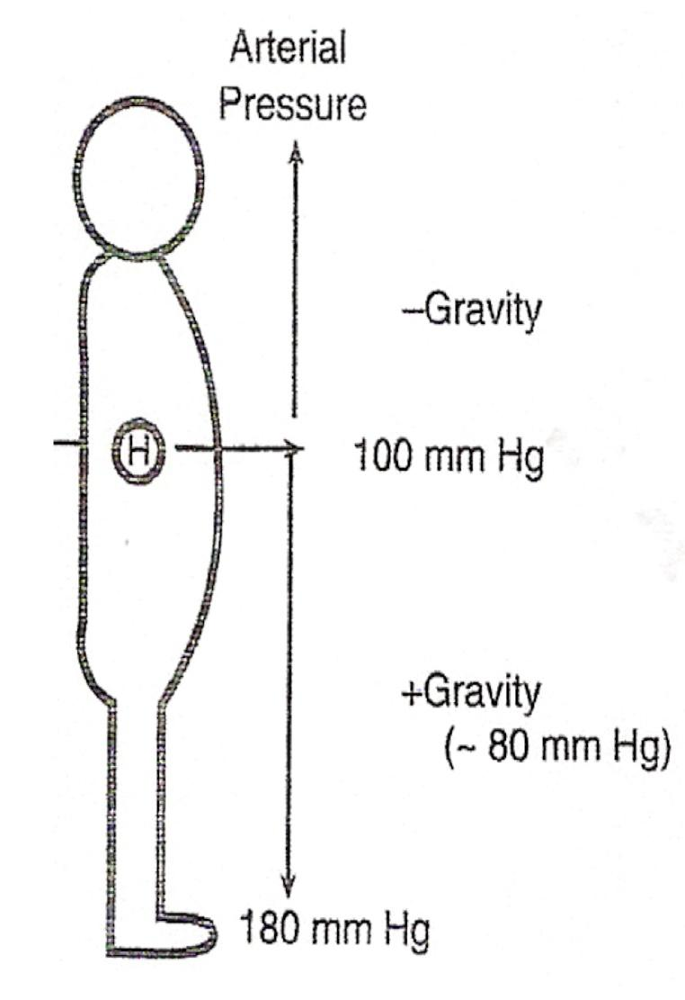 Arterial
Pressure
–Gravity
H
100 mm Hg
+Gravity
(~ 80 mm Hg)
180 mm Hg